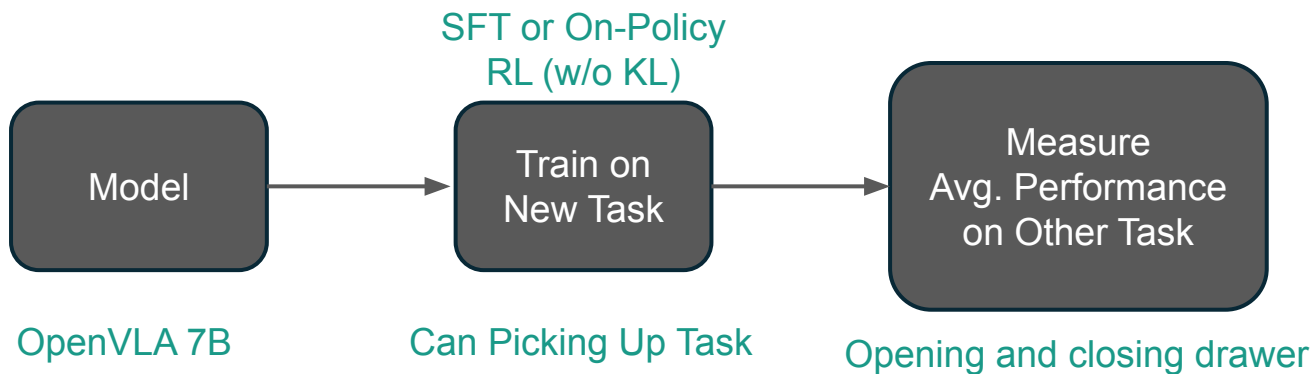 SFT or On-Policy
RL (w/o KL)
Model
Train on
New Task
Measure
Avg. Performance
on Other Task
OpenVLA 7B
Can Picking Up Task
Opening and closing drawer